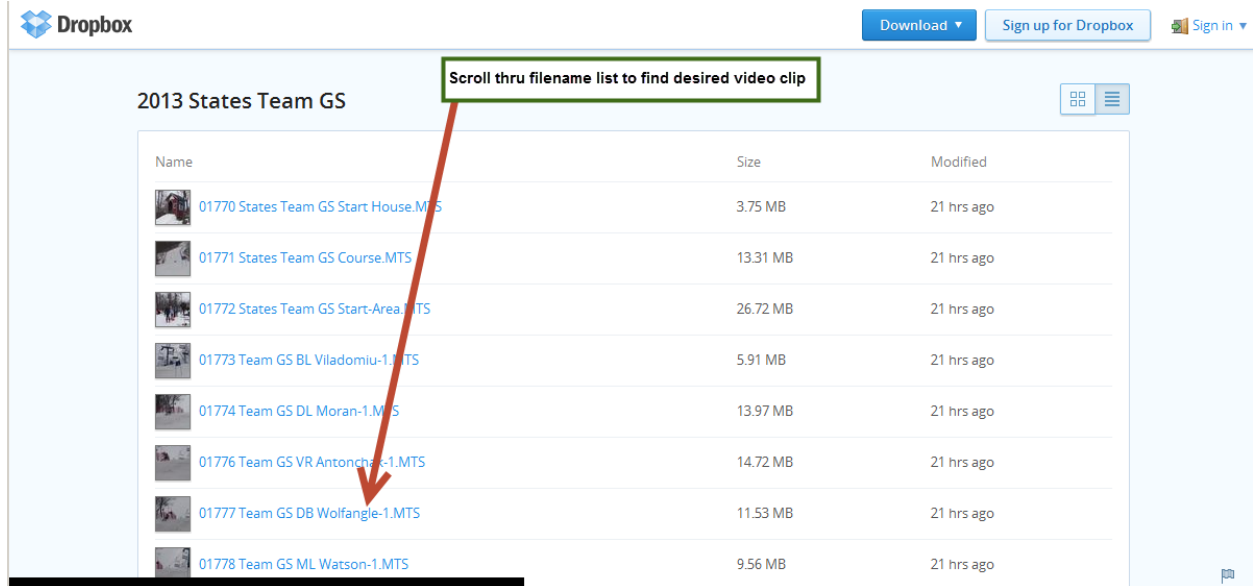 Dropbox
Download ▼
Sign up for Dropbox
Sign in ▼
Scroll thru filename list to find desired video clip
2013 States Team GS
Name Size Modified
01770 States Team GS Start House.MTS 3.75 MB 21 hrs ago
01771 States Team GS Course.MTS 13.31 MB 21 hrs ago
01772 States Team GS Start-Area.MTS 26.72 MB 21 hrs ago
01773 Team GS BL Viladomiu-1.MTS 5.91 MB 21 hrs ago
01774 Team GS DL Moran-1.MTS 13.97 MB 21 hrs ago
01776 Team GS VR Antonchak-1.MTS 14.72 MB 21 hrs ago
01777 Team GS DB Wolfangle-1.MTS 11.53 MB 21 hrs ago
01778 Team GS ML Watson-1.MTS 9.56 MB 21 hrs ago